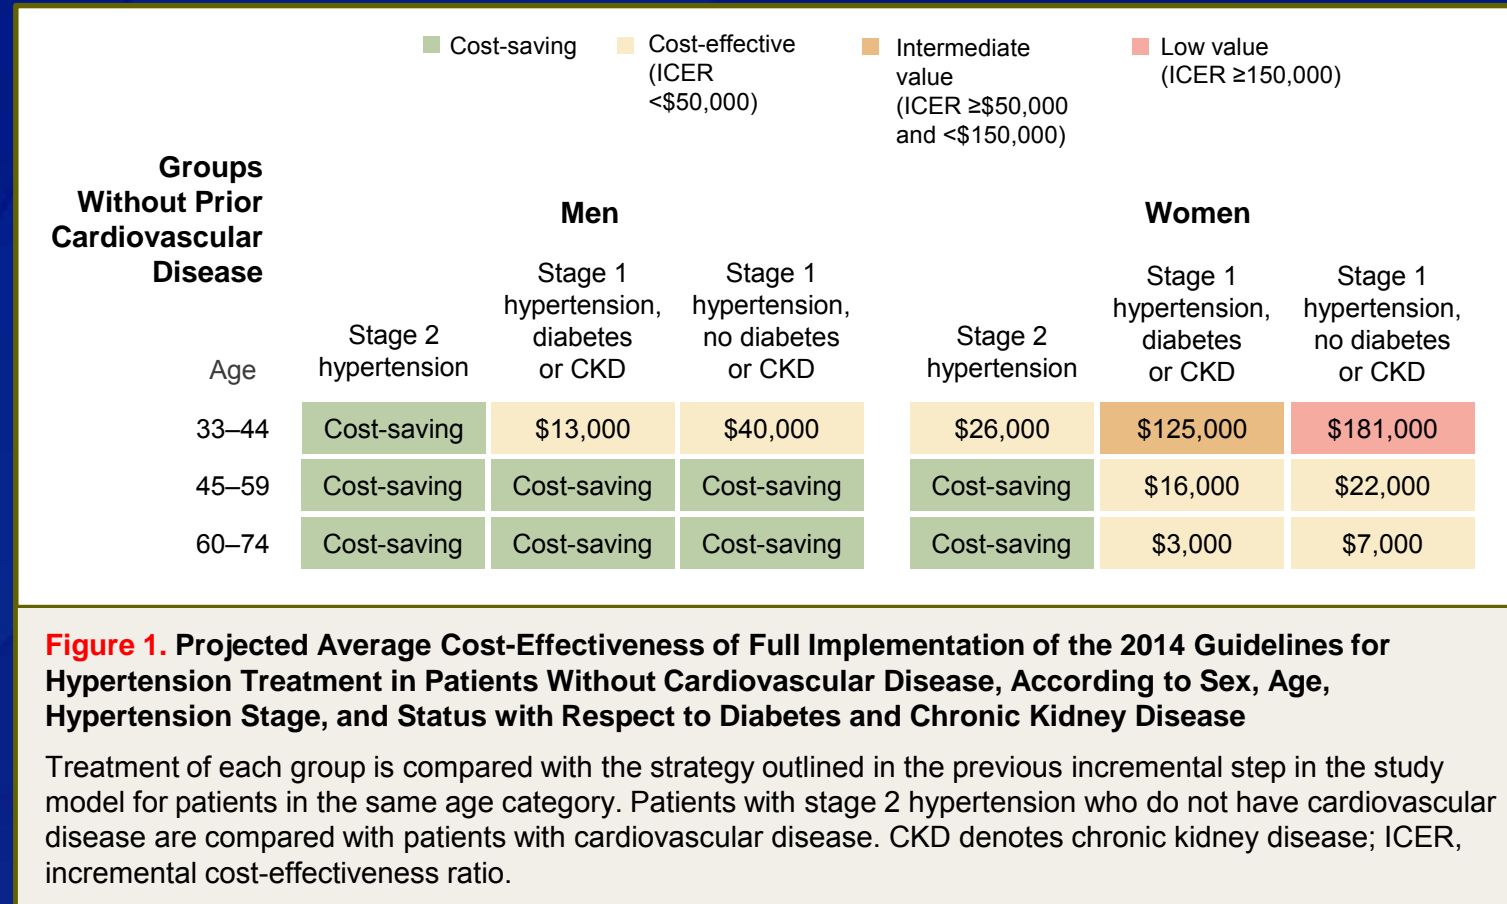 Cost-saving
Cost-effective
(ICER
<$50,000)
Intermediate
value
(ICER ≥$50,000
and <$150,000)
Low value
(ICER ≥150,000)
Groups
Without Prior
Cardiovascular
Disease
Men
Women
Age
Stage 2
hypertension
Stage 1
hypertension,
diabetes
or CKD
Stage 1
hypertension,
no diabetes
or CKD
Stage 2
hypertension
Stage 1
hypertension,
diabetes
or CKD
Stage 1
hypertension,
no diabetes
or CKD
33–44 Cost-saving $13,000 $40,000 $26,000 $125,000 $181,000
45–59 Cost-saving Cost-saving Cost-saving Cost-saving $16,000 $22,000
60–74 Cost-saving Cost-saving Cost-saving Cost-saving $3,000 $7,000
Figure 1. Projected Average Cost-Effectiveness of Full Implementation of the 2014 Guidelines for
Hypertension Treatment in Patients Without Cardiovascular Disease, According to Sex, Age,
Hypertension Stage, and Status with Respect to Diabetes and Chronic Kidney Disease
Treatment of each group is compared with the strategy outlined in the previous incremental step in the study
model for patients in the same age category. Patients with stage 2 hypertension who do not have cardiovascular
disease are compared with patients with cardiovascular disease. CKD denotes chronic kidney disease; ICER,
incremental cost-effectiveness ratio.